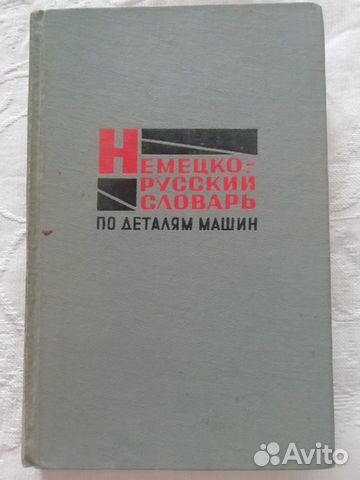 НЕМЕЦКО-
РУССКИЙ
СЛОВАРЬ
ПО ДЕТАЛЯМ МАШИН
Avito